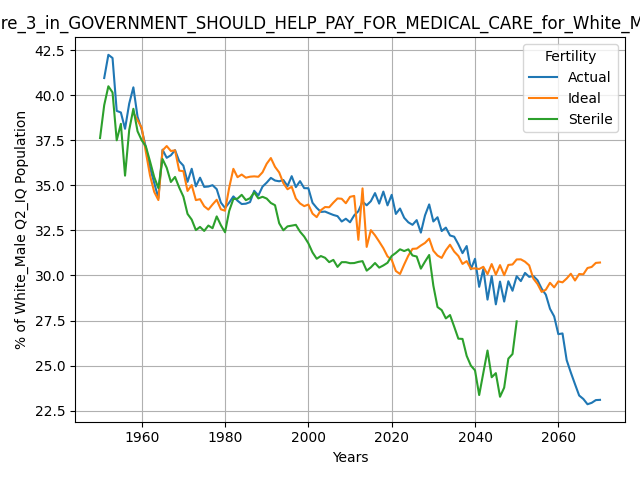 re_3_in_GOVERNMENT_SHOULD_HELP_PAY_FOR_MEDICAL_CARE_for_White_M
Fertility
Actual
Ideal
Sterile
% of White_Male Q2_IQ Population
42.5
40.0
37.5
35.0
32.5
30.0
27.5
25.0
22.5
1960
1980
2000
2020
2040
2060
Years